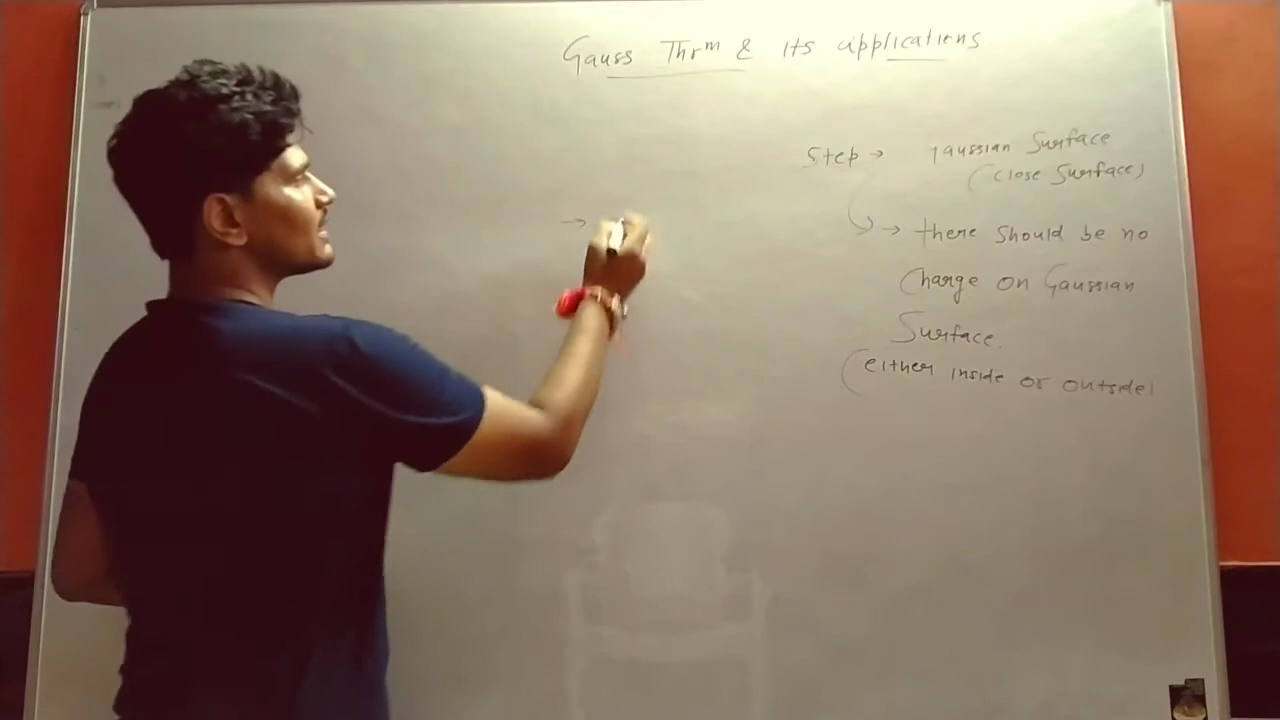 Gauss Thrm & its applications
Step → Gaussian Surface
(Close Surface)
→ there should be no
Charge on Gaussian
Surface.
(either inside or outside)
→